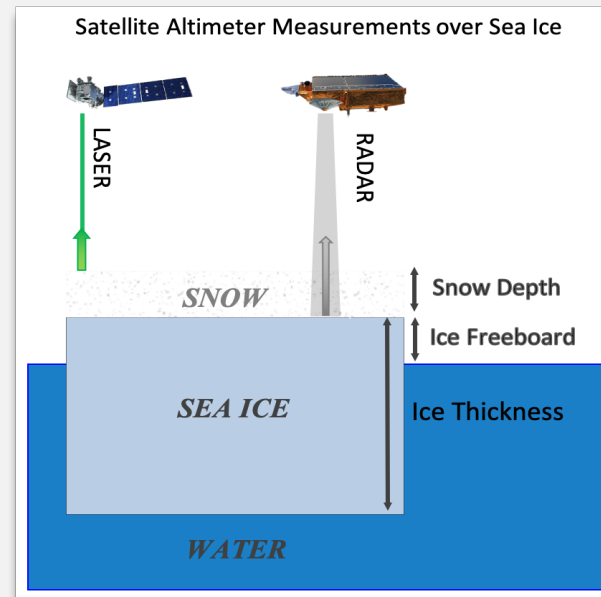 Satellite Altimeter Measurements over Sea Ice
LASER
RADAR
SNOW
Snow Depth
Ice Freeboard
SEA ICE
Ice Thickness
WATER